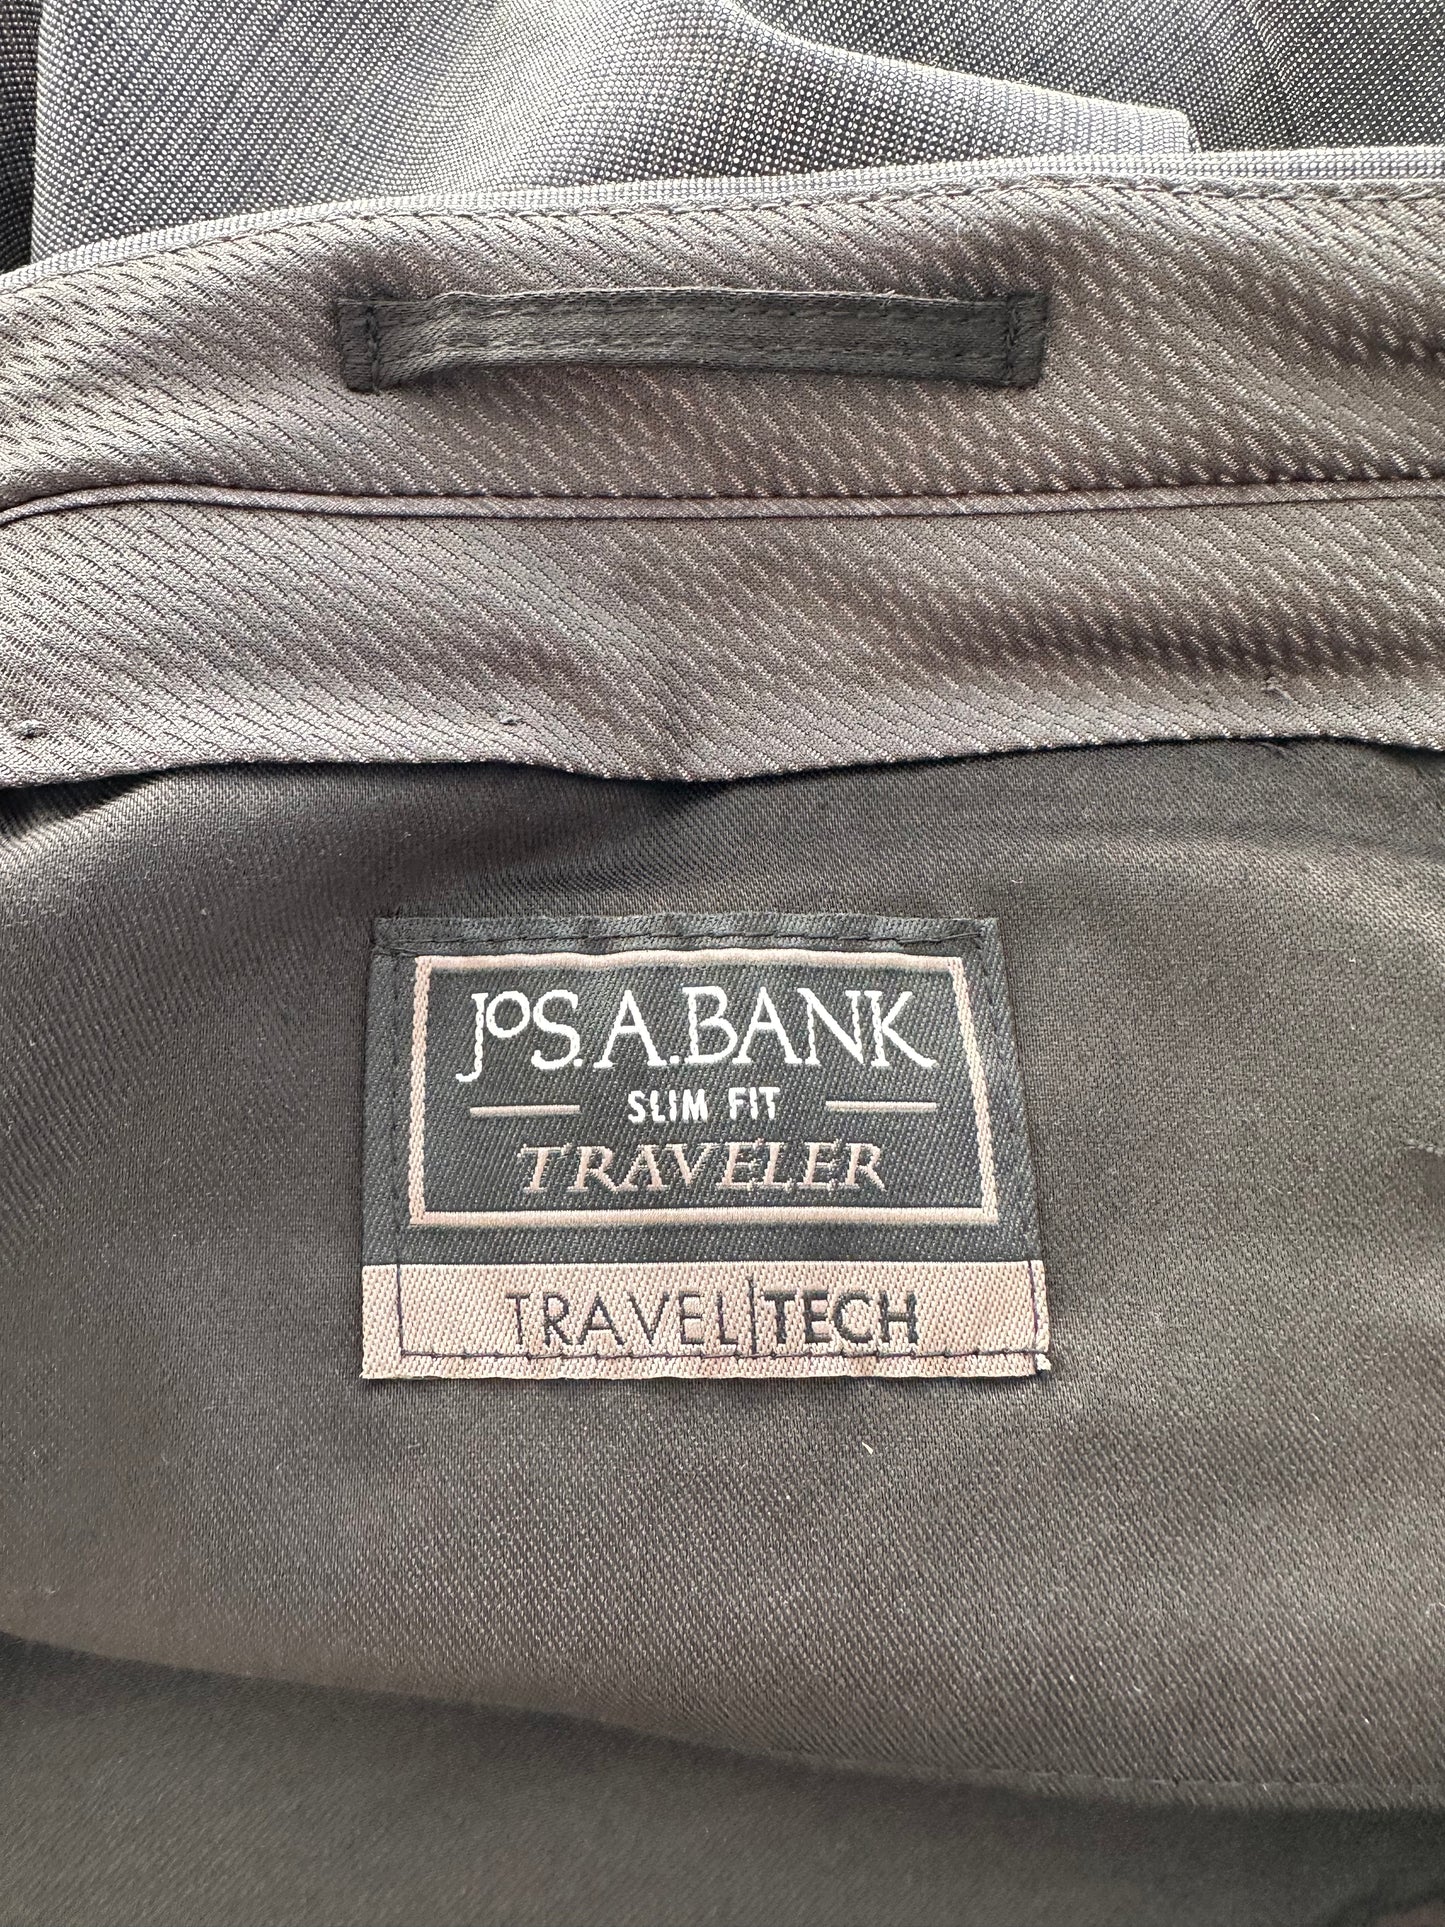 JoS. A. BANK
SLIM FIT
TRAVELER
TRAVEL|TECH